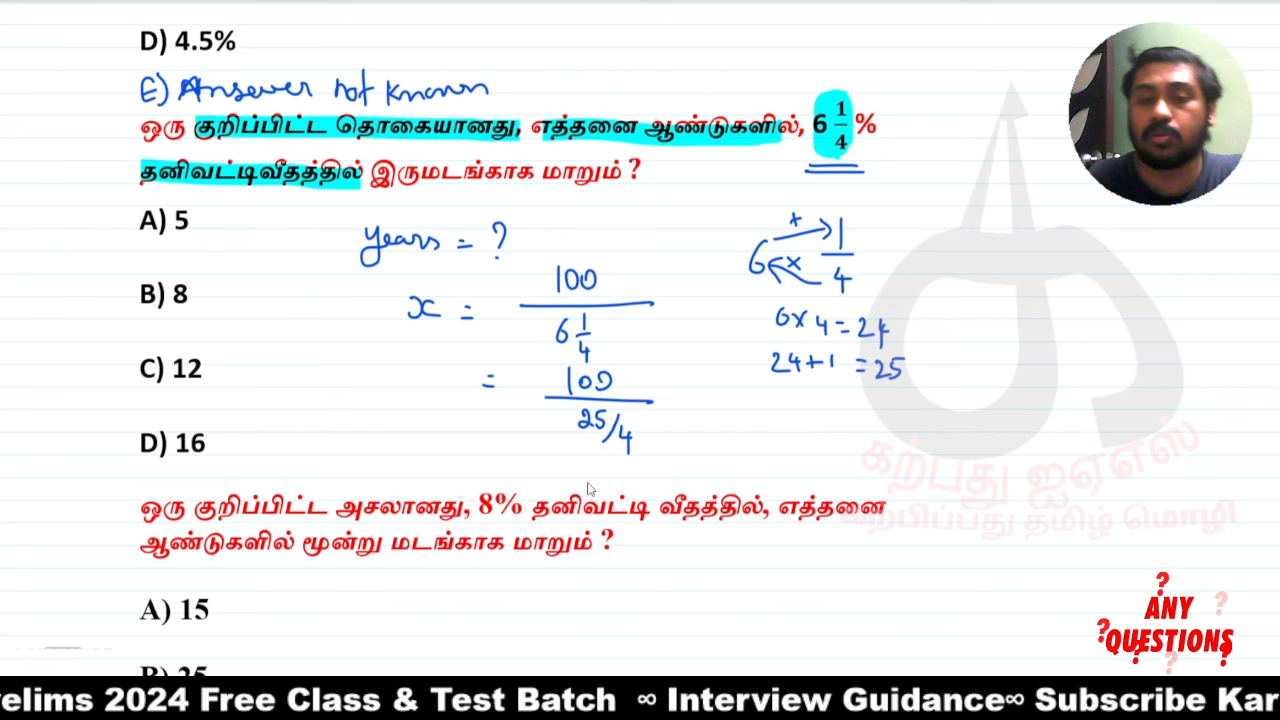 D) 4.5%
E) Answer not known
ஒரு குறிப்பிட்ட தொகையானது, எத்தனை ஆண்டுகளில், 6 1/4 %
தனிவட்டிவீதத்தில் இருமடங்காக மாறும் ?
A) 5
years = ?
6 + 1/4 x
B) 8
x = 100 / 6 1/4
6 x 4 = 24
24 + 1 = 25
C) 12
= 100 / 25/4
D) 16
கற்பது ஐஏஎஸ்
கற்பிப்பது தமிழ் மொழி
ஒரு குறிப்பிட்ட அசலானது, 8% தனிவட்டி வீதத்தில், எத்தனை
ஆண்டுகளில் மூன்று மடங்காக மாறும் ?
A) 15
? ANY ?
? QUESTIONS ?
B) 25
elims 2024 Free Class & Test Batch ∞ Interview Guidance∞ Subscribe Kar